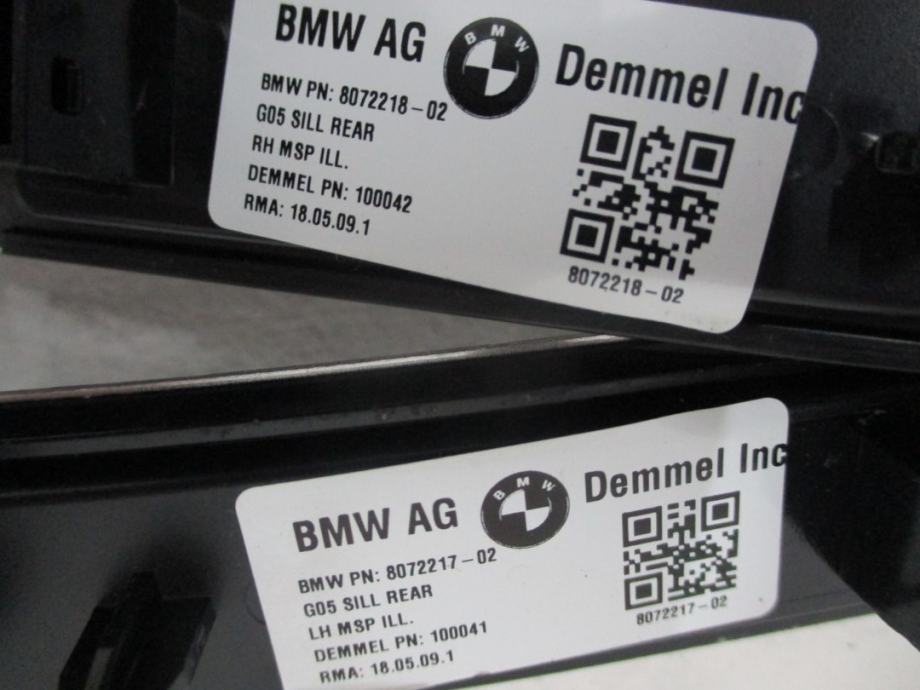 BMW AG BMW Demmel Inc
BMW PN: 8072218-02
G05 SILL REAR
RH MSP ILL.
DEMMEL PN: 100042
RMA: 18.05.09.1
8072218-02
BMW AG BMW Demmel Inc
BMW PN: 8072217-02
G05 SILL REAR
LH MSP ILL.
DEMMEL PN: 100041
RMA: 18.05.09.1
8072217-02